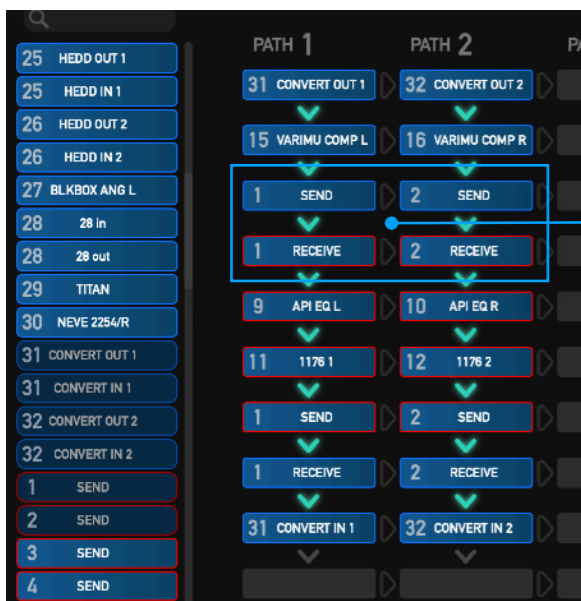 PATH 1
PATH 2
P
25 HEDD OUT 1
25 HEDD IN 1
26 HEDD OUT 2
26 HEDD IN 2
27 BLKBOX ANG L
28 28 in
28 28 out
29 TITAN
30 NEVE 2254/R
31 CONVERT OUT 1
31 CONVERT IN 1
32 CONVERT OUT 2
32 CONVERT IN 2
1 SEND
2 SEND
3 SEND
4 SEND
31 CONVERT OUT 1
32 CONVERT OUT 2
15 VARIMU COMP L
16 VARIMU COMP R
1 SEND
2 SEND
1 RECEIVE
2 RECEIVE
9 API EQ L
10 API EQ R
11 1176 1
12 1176 2
1 SEND
2 SEND
1 RECEIVE
2 RECEIVE
31 CONVERT IN 1
32 CONVERT IN 2